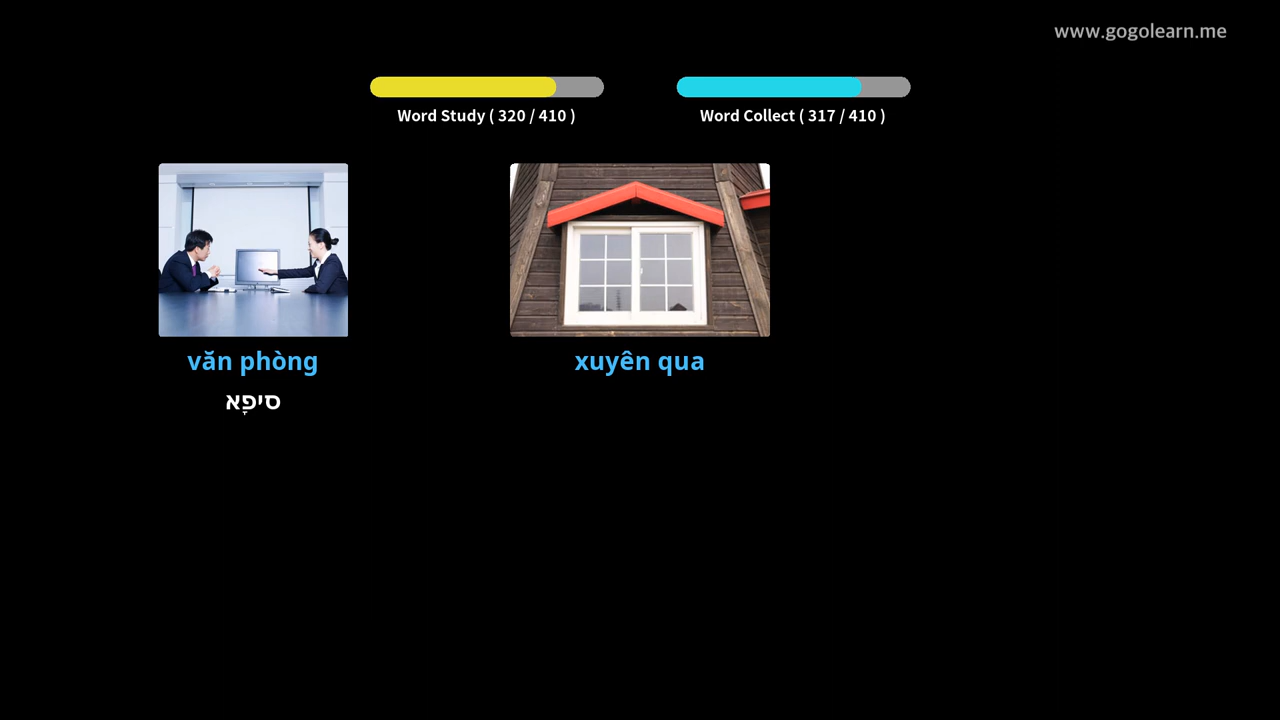 www.gogolearn.me
Word Study ( 320 / 410 )
Word Collect ( 317 / 410 )
văn phòng
xuyên qua
סיפָא